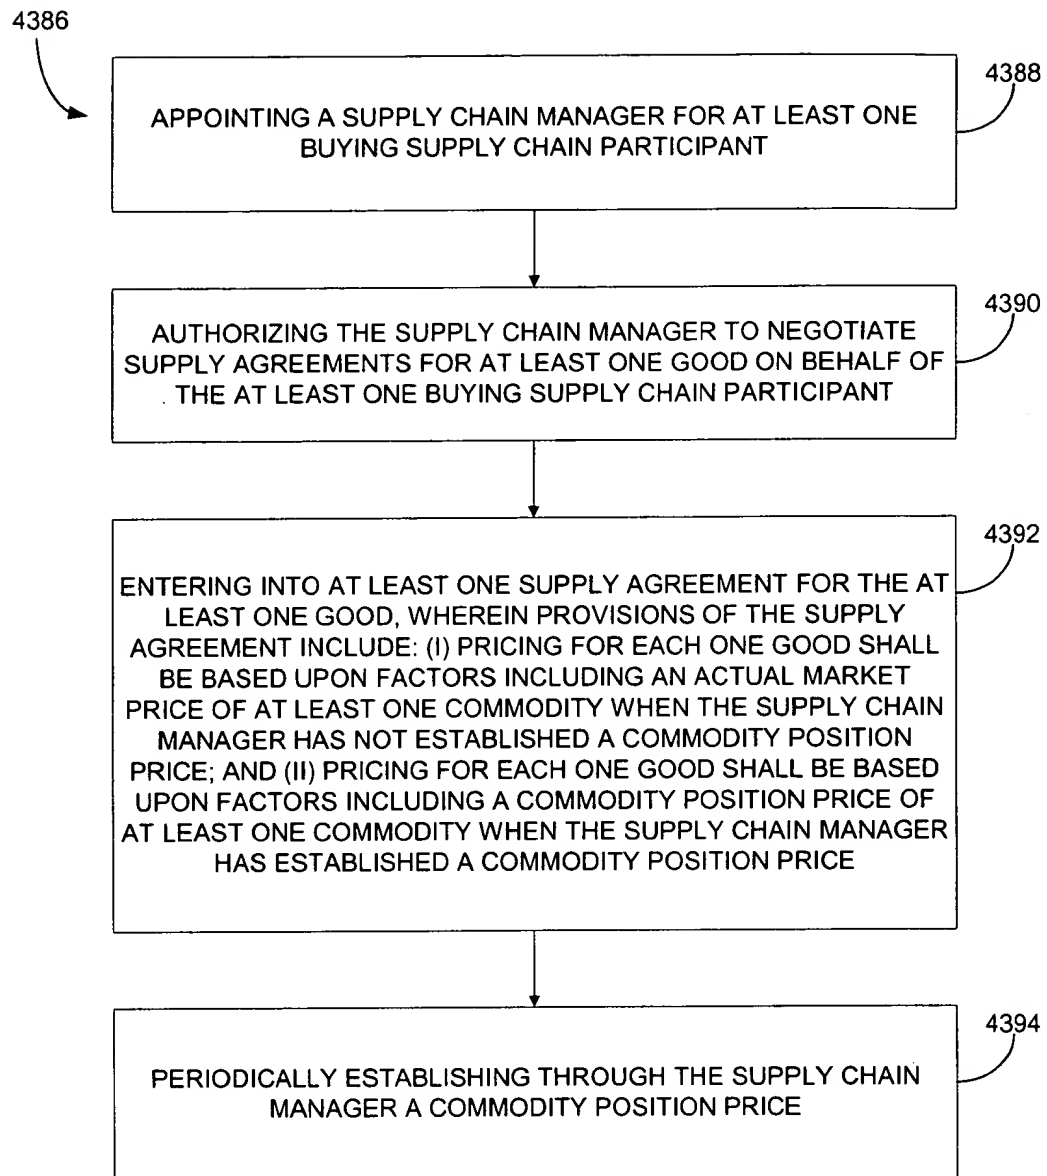 4386
4388
APPOINTING A SUPPLY CHAIN MANAGER FOR AT LEAST ONE
BUYING SUPPLY CHAIN PARTICIPANT
4390
AUTHORIZING THE SUPPLY CHAIN MANAGER TO NEGOTIATE
SUPPLY AGREEMENTS FOR AT LEAST ONE GOOD ON BEHALF OF
THE AT LEAST ONE BUYING SUPPLY CHAIN PARTICIPANT
4392
ENTERING INTO AT LEAST ONE SUPPLY AGREEMENT FOR THE AT
LEAST ONE GOOD, WHEREIN PROVISIONS OF THE SUPPLY
AGREEMENT INCLUDE: (I) PRICING FOR EACH ONE GOOD SHALL
BE BASED UPON FACTORS INCLUDING AN ACTUAL MARKET
PRICE OF AT LEAST ONE COMMODITY WHEN THE SUPPLY CHAIN
MANAGER HAS NOT ESTABLISHED A COMMODITY POSITION
PRICE; AND (II) PRICING FOR EACH ONE GOOD SHALL BE BASED
UPON FACTORS INCLUDING A COMMODITY POSITION PRICE OF
AT LEAST ONE COMMODITY WHEN THE SUPPLY CHAIN MANAGER
HAS ESTABLISHED A COMMODITY POSITION PRICE
4394
PERIODICALLY ESTABLISHING THROUGH THE SUPPLY CHAIN
MANAGER A COMMODITY POSITION PRICE